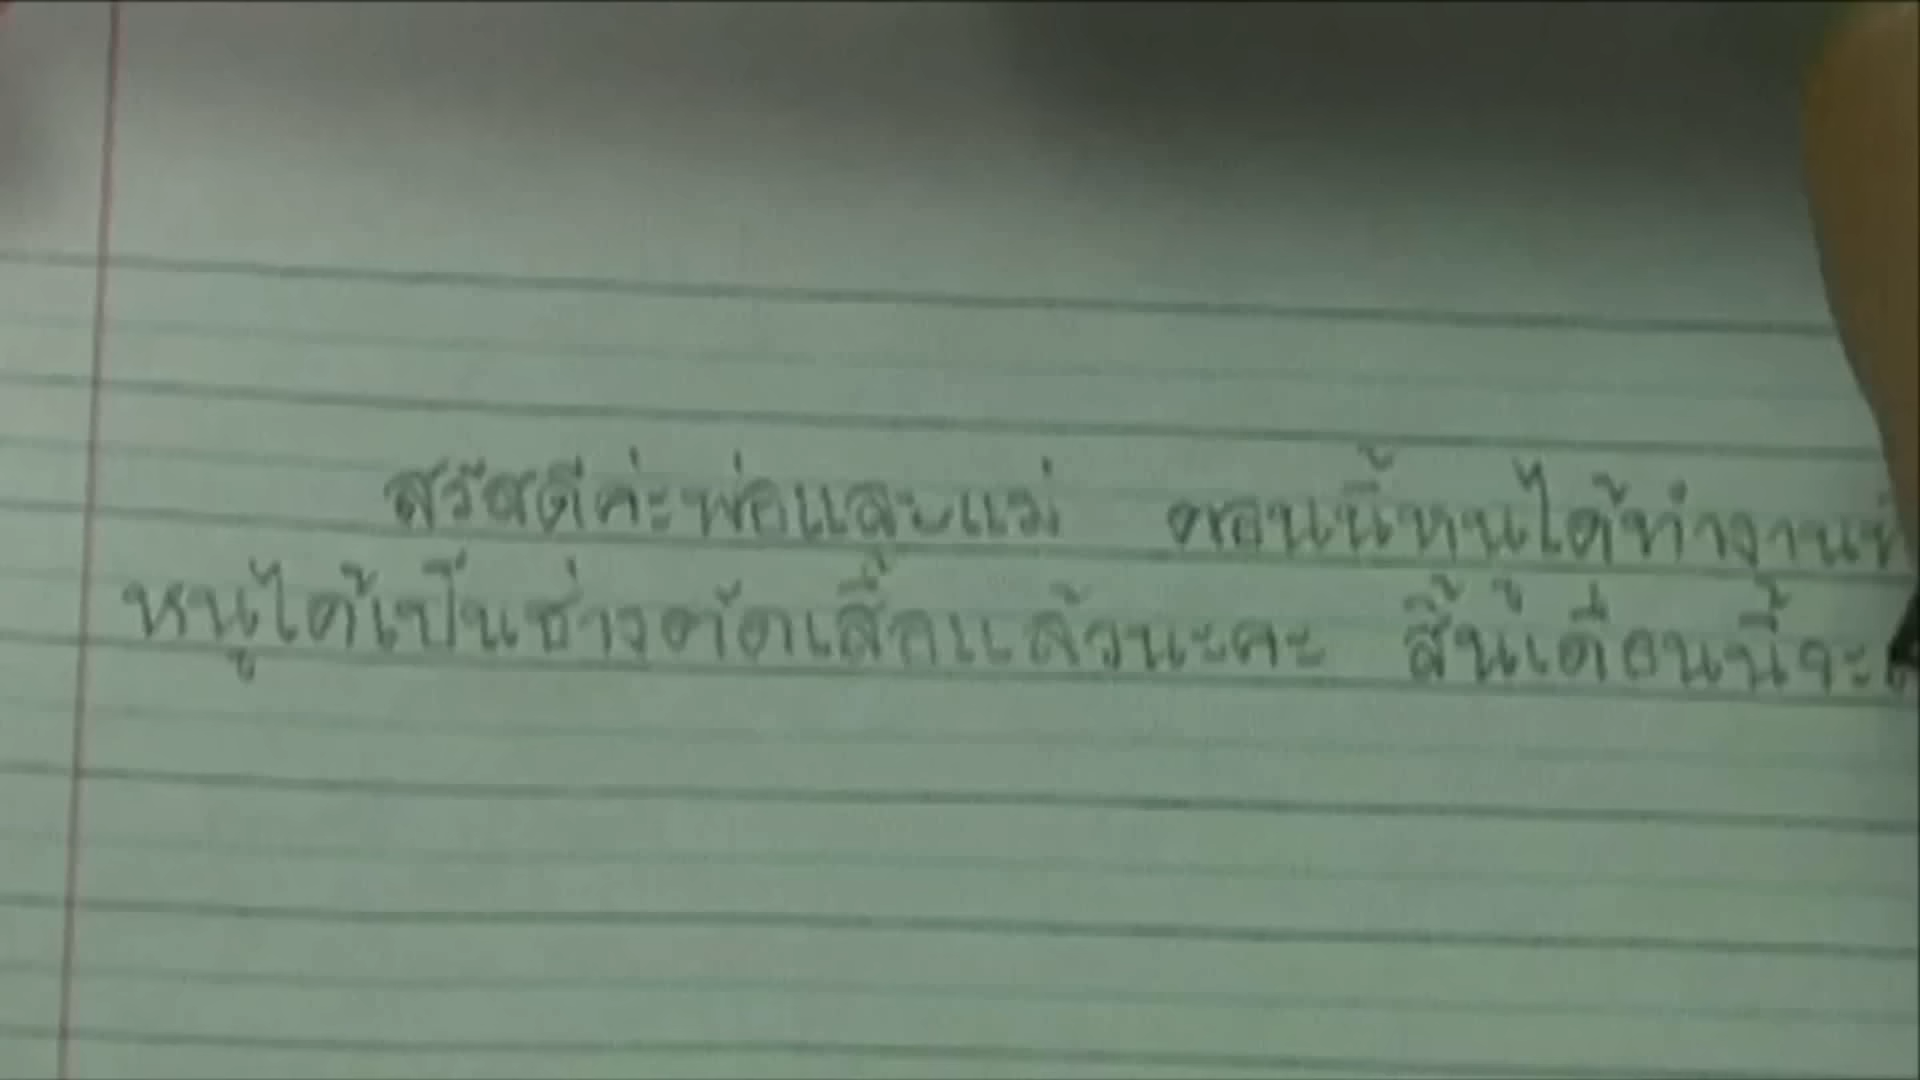 สวัสดีค่ะพ่อและแม่ ตอนนี้หนูได้ทำงาน
หนูได้เป็นช่างตัดเสื้อแล้วนะคะ สิ้นเดือนนี้จะ